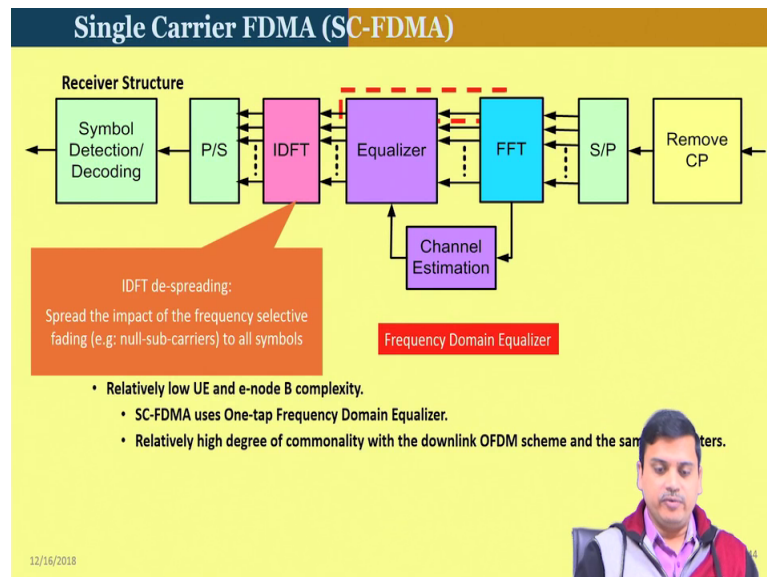 Single Carrier FDMA (SC-FDMA)
Receiver Structure
Symbol
Detection/
Decoding
P/S
IDFT
Equalizer
FFT
S/P
Remove
CP
Channel
Estimation
IDFT de-spreading:
Spread the impact of the frequency selective
fading (e.g: null-sub-carriers) to all symbols
Frequency Domain Equalizer
• Relatively low UE and e-node B complexity.
• SC-FDMA uses One-tap Frequency Domain Equalizer.
• Relatively high degree of commonality with the downlink OFDM scheme and the
12/16/2018